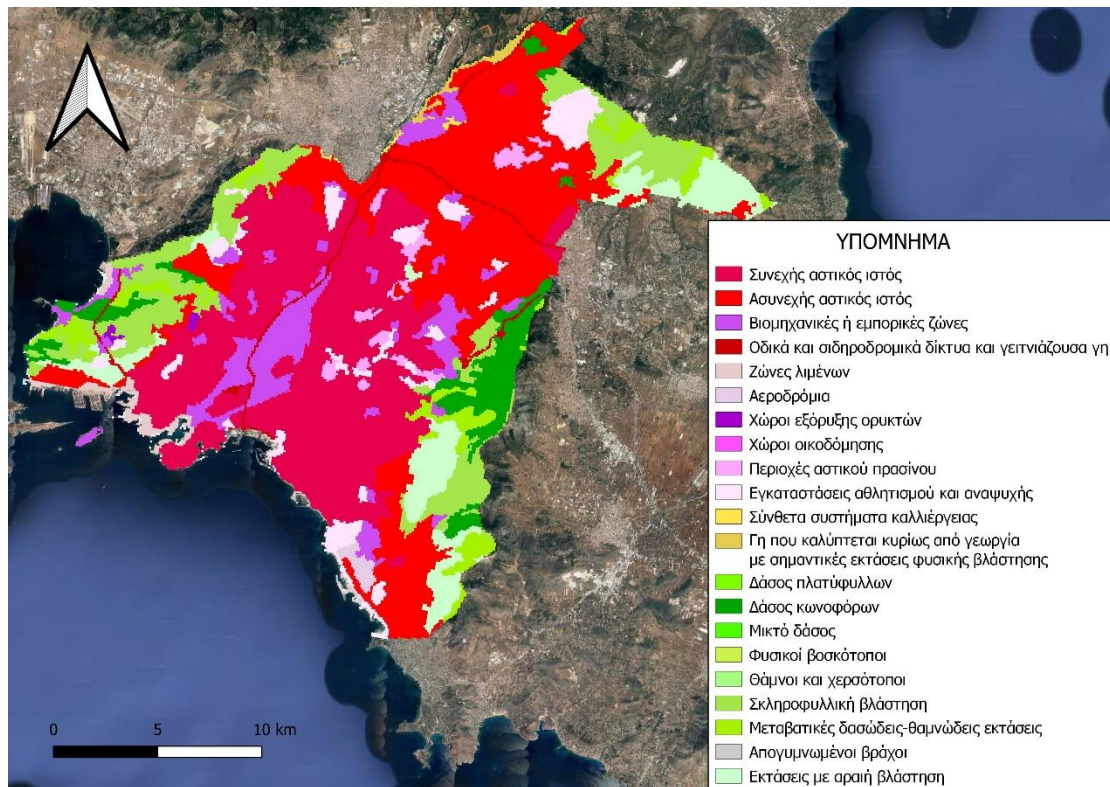 ΥΠΟΜΝΗΜΑ
Συνεχής αστικός ιστός
Ασυνεχής αστικός ιστός
Βιομηχανικές ή εμπορικές ζώνες
Οδικά και σιδηροδρομικά δίκτυα και γειτνιάζουσα γη
Ζώνες λιμένων
Αεροδρόμια
Χώροι εξόρυξης ορυκτών
Χώροι οικοδόμησης
Περιοχές αστικού πρασίνου
Εγκαταστάσεις αθλητισμού και αναψυχής
Σύνθετα συστήματα καλλιέργειας
Γη που καλύπτεται κυρίως από γεωργία
με σημαντικές εκτάσεις φυσικής βλάστησης
Δάσος πλατύφυλλων
Δάσος κωνοφόρων
Μικτό δάσος
Φυσικοί βοσκότοποι
Θάμνοι και χερσότοποι
Σκληροφυλλική βλάστηση
Μεταβατικές δασώδεις-θαμνώδεις εκτάσεις
Απογυμνωμένοι βράχοι
Εκτάσεις με αραιή βλάστηση
0 5 10 km